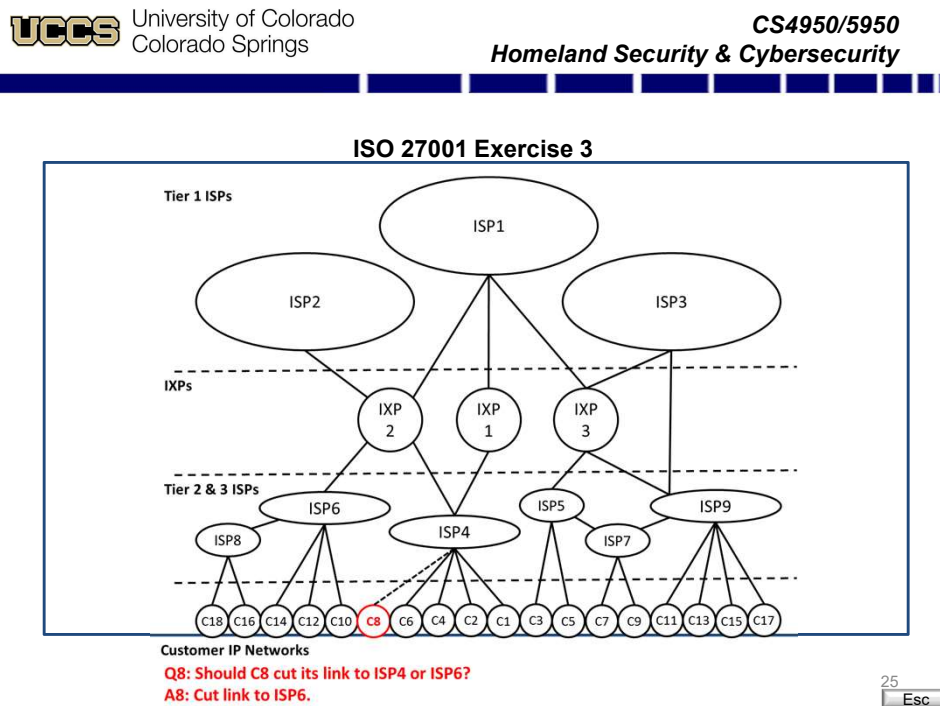 UCCS
University of Colorado
Colorado Springs
CS4950/5950
Homeland Security & Cybersecurity
ISO 27001 Exercise 3
Tier 1 ISPs
ISP1
ISP2
ISP3
IXPs
IXP
2
IXP
1
IXP
3
Tier 2 & 3 ISPs
ISP6
ISP5
ISP9
ISP8
ISP4
ISP7
C18 C16 C14 C12 C10 C8 C6 C4 C2 C1 C3 C5 C7 C9 C11 C13 C15 C17
Customer IP Networks
Q8: Should C8 cut its link to ISP4 or ISP6?
A8: Cut link to ISP6.
25
Esc